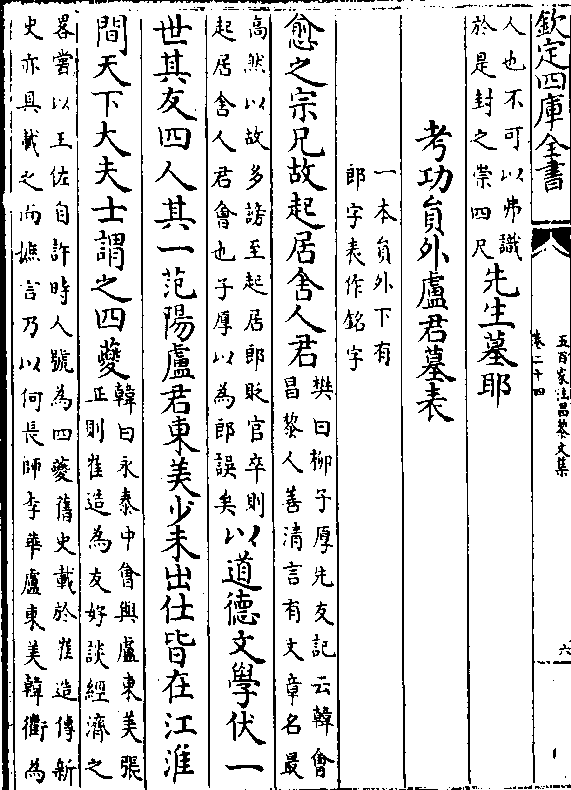 欽定四庫全書
五百家注昌黎文集
卷二十四
六
人也不可以弗識
於是封之崇四尺
先生墓耶
考功員外盧君墓表
一本員外下有
郎字表作銘字
愈之宗兄故起居舍人君
樊曰柳子厚先友記云韓會
昌黎人善清言有文章名最
高然以故多謗至起居郎貶官卒則
起居舍人君會也子厚以為郎誤矣
以道德文學伏一
世其友四人其一范陽盧君東美少未出仕皆在江淮
間天下大夫士謂之四夔
韓曰永泰中會與盧東美張
正則崔造為友好談經濟之
畧嘗以王佐自許時人號為四夔舊史載於崔造傳新
史亦具載之而摭言乃以何長師李華盧東美韓衢為